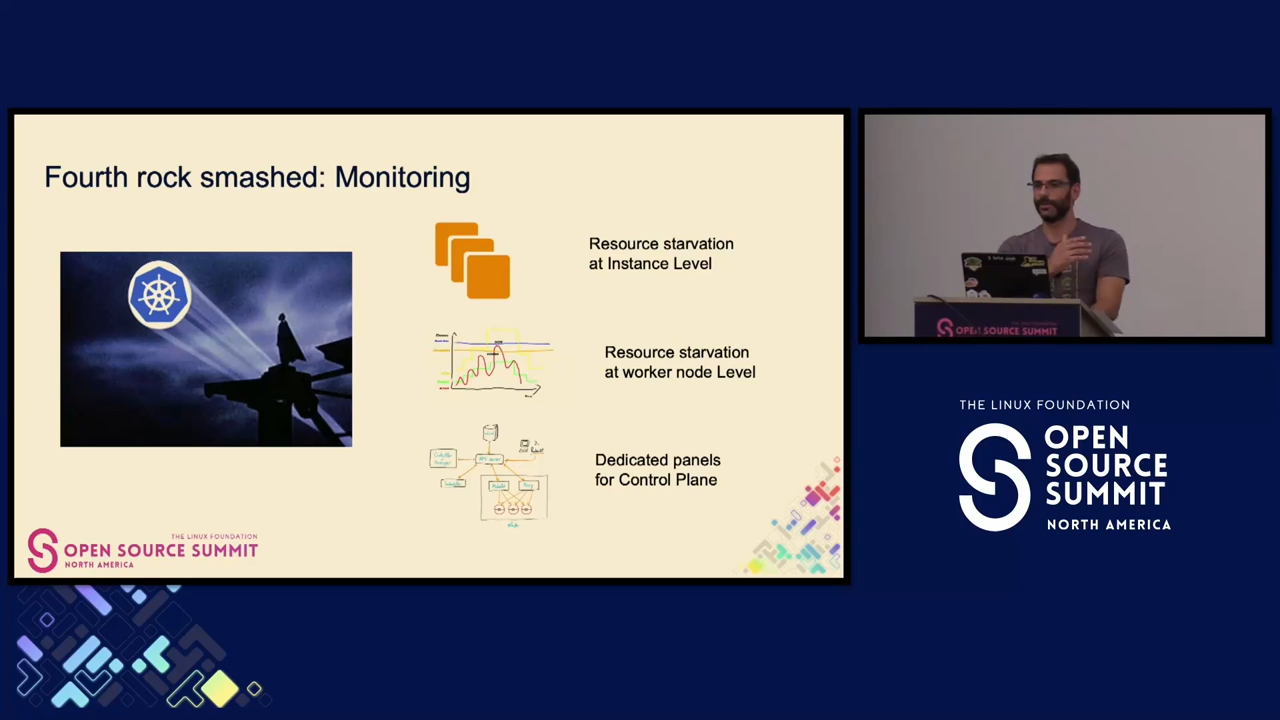 Fourth rock smashed: Monitoring
Resource starvation
at Instance Level
Resource starvation
at worker node Level
Dedicated panels
for Control Plane
THE LINUX FOUNDATION
OPEN SOURCE SUMMIT
NORTH AMERICA
OPEN SOURCE SUMMIT
THE LINUX FOUNDATION
OPEN
SOURCE
SUMMIT
NORTH AMERICA